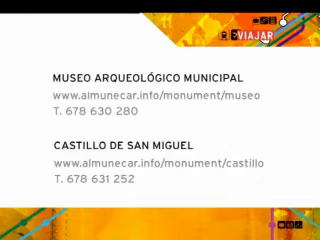 VIAJAR
MUSEO ARQUEOLÓGICO MUNICIPAL
www.almunecar.info/monument/museo
T. 678 630 280
CASTILLO DE SAN MIGUEL
www.almunecar.info/monument/castillo
T. 678 631 252